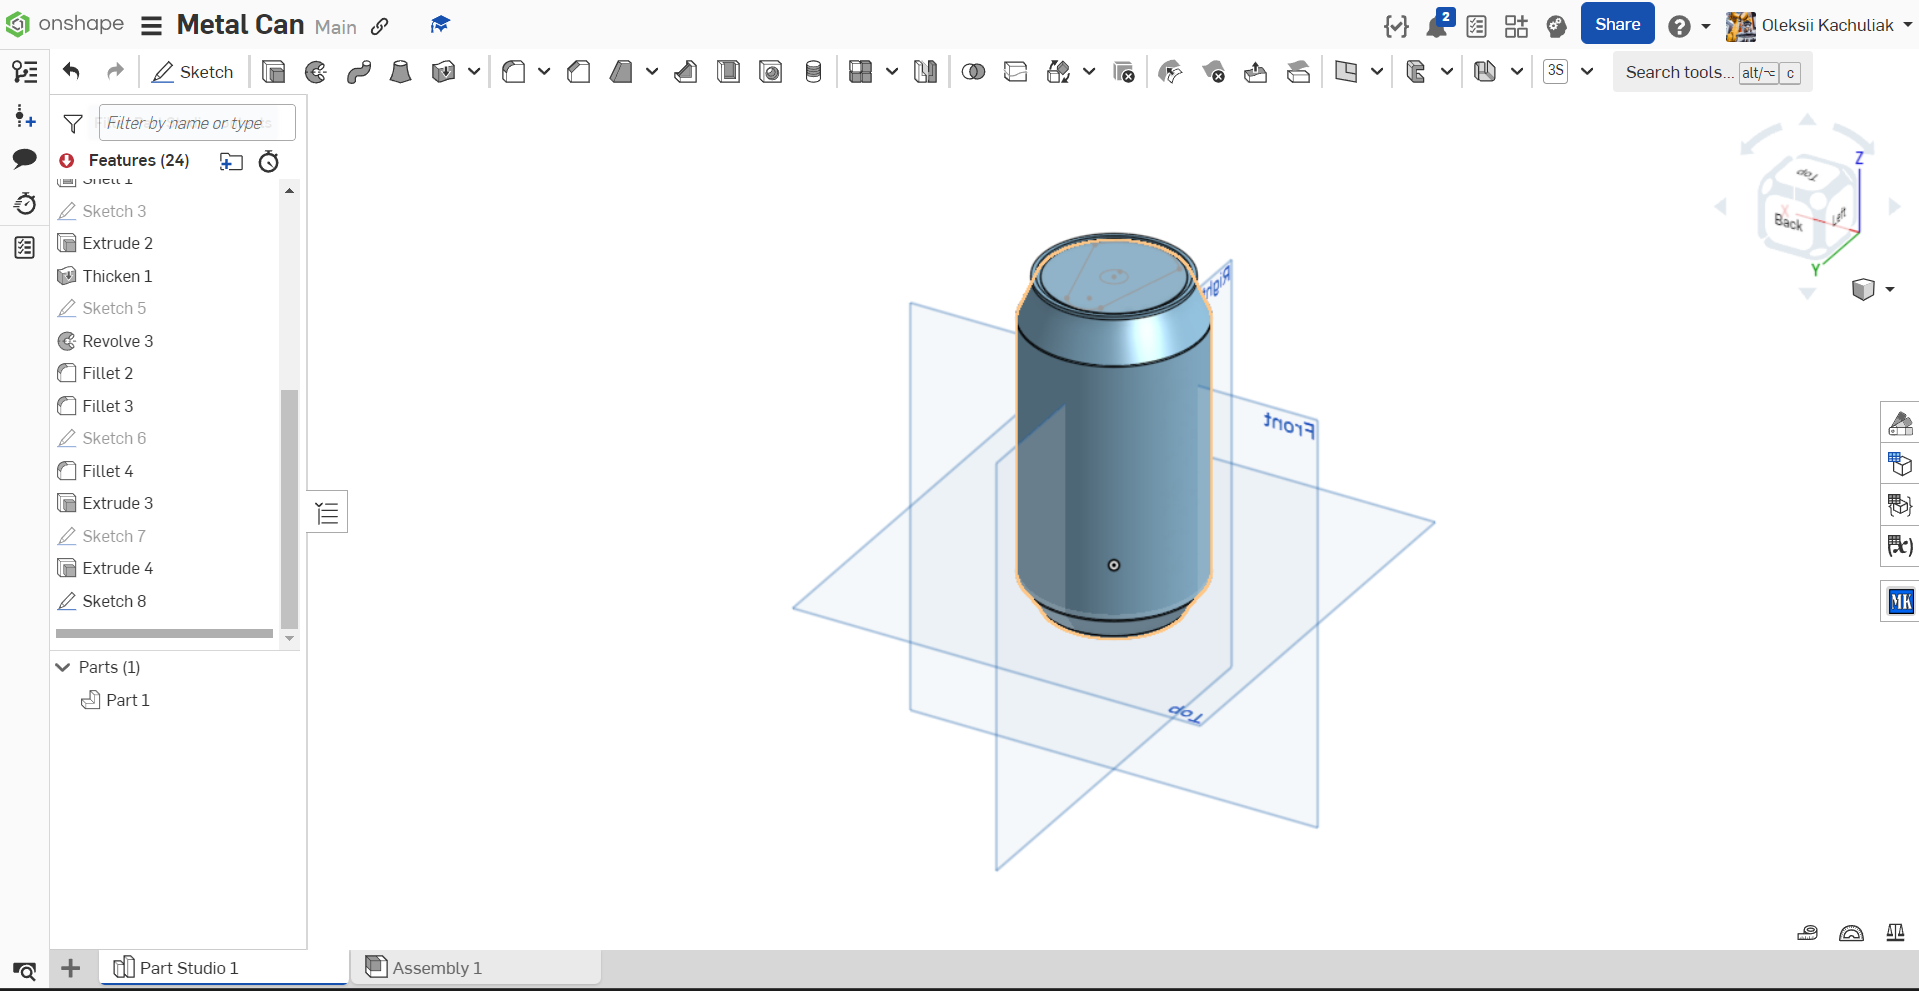 onshape Metal Can Main 2 Share Oleksii Kachuliak
Sketch 3S Search tools... alt/⌥ c
Filter by name or type
Features (24)
Shell 1
Sketch 3
Extrude 2
Thicken 1
Sketch 5
Revolve 3
Fillet 2
Fillet 3
Sketch 6
Fillet 4
Extrude 3
Sketch 7
Extrude 4
Sketch 8
Parts (1)
Part 1
Right
Front
Top
Z
Top
X
Back
Left
Y
(x)
MK
Part Studio 1
Assembly 1